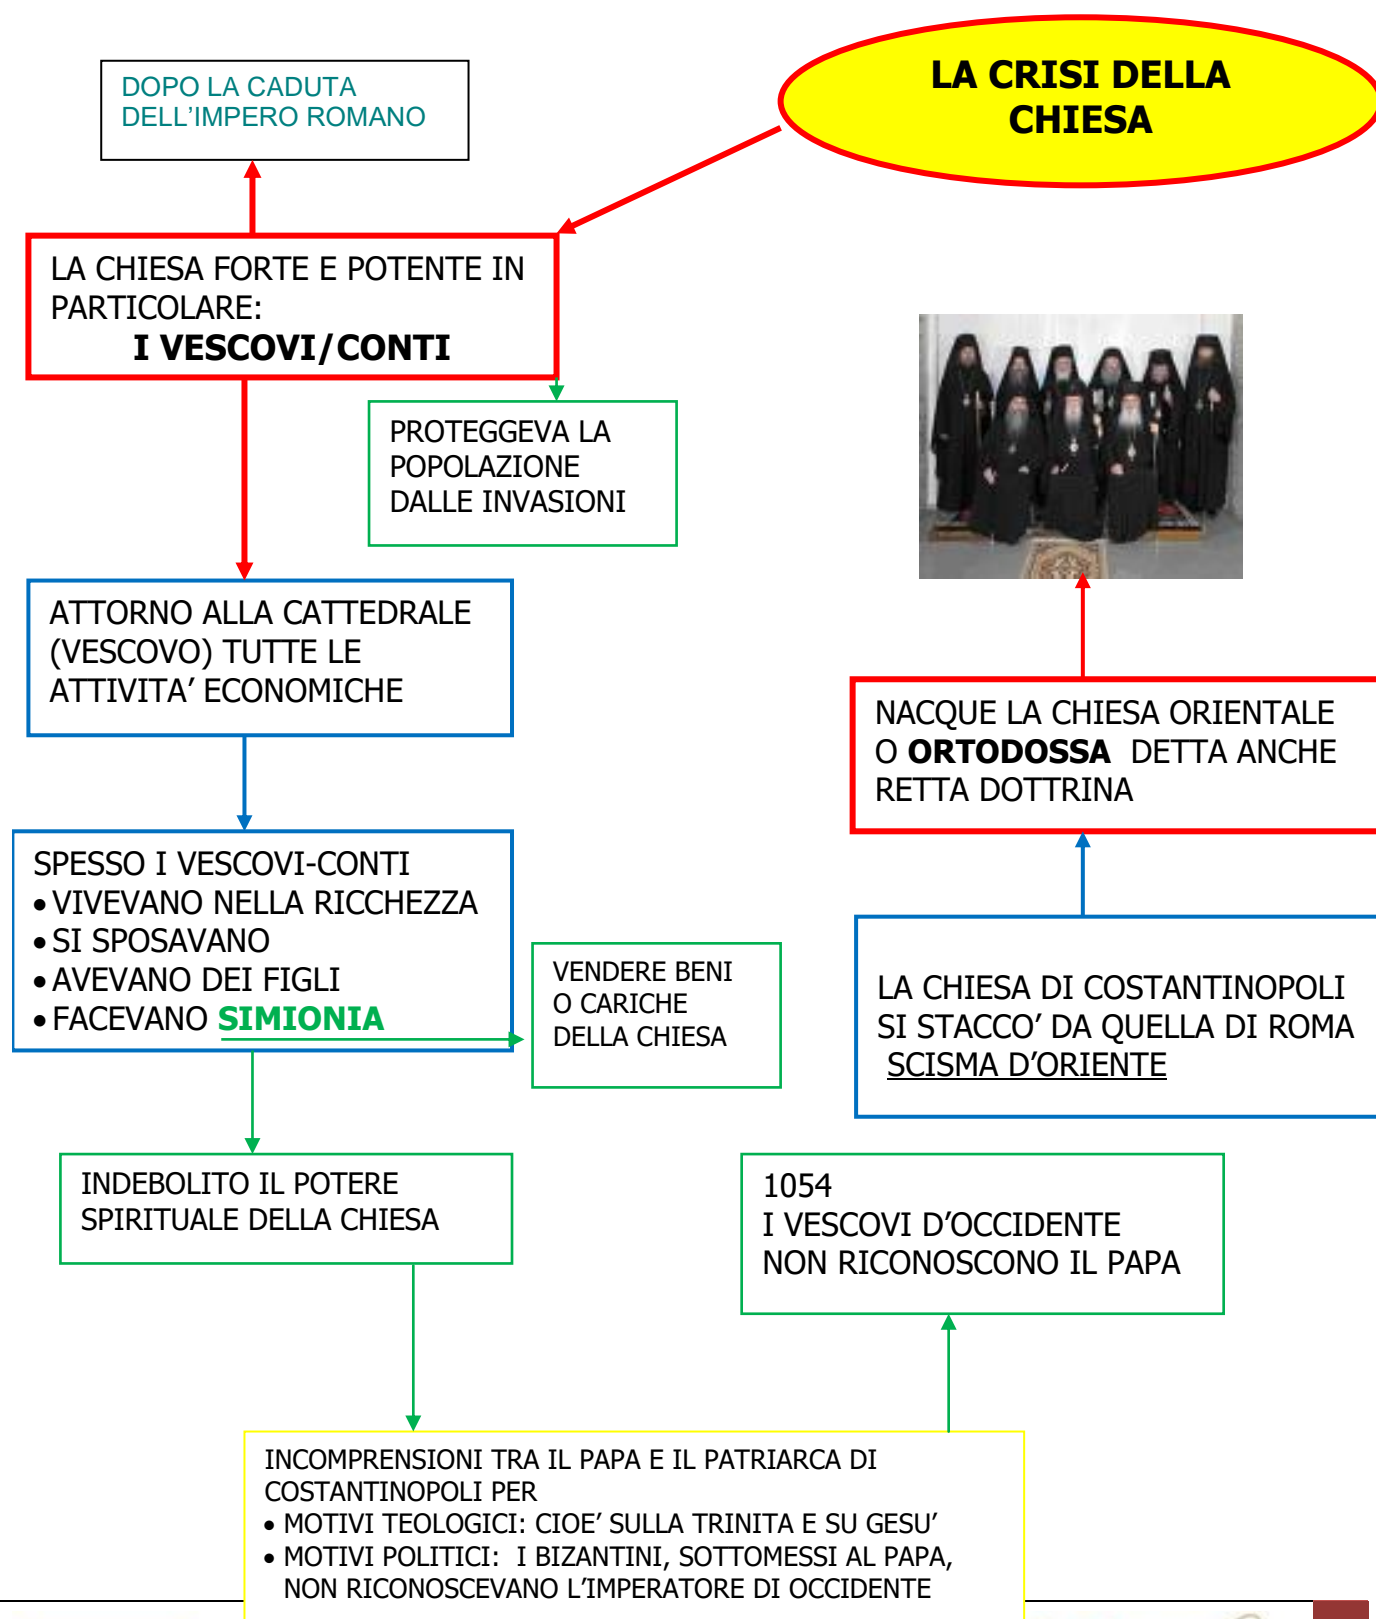 LA CRISI DELLA
CHIESA
DOPO LA CADUTA
DELL’IMPERO ROMANO
LA CHIESA FORTE E POTENTE IN
PARTICOLARE:
I VESCOVI/CONTI
PROTEGGEVA LA
POPOLAZIONE
DALLE INVASIONI
ATTORNO ALLA CATTEDRALE
(VESCOVO) TUTTE LE
ATTIVITA’ ECONOMICHE
SPESSO I VESCOVI-CONTI
• VIVEVANO NELLA RICCHEZZA
• SI SPOSAVANO
• AVEVANO DEI FIGLI
• FACEVANO SIMIONIA
VENDERE BENI
O CARICHE
DELLA CHIESA
INDEBOLITO IL POTERE
SPIRITUALE DELLA CHIESA
INCOMPRENSIONI TRA IL PAPA E IL PATRIARCA DI
COSTANTINOPOLI PER
• MOTIVI TEOLOGICI: CIOE’ SULLA TRINITA E SU GESU’
• MOTIVI POLITICI: I BIZANTINI, SOTTOMESSI AL PAPA,
NON RICONOSCEVANO L’IMPERATORE DI OCCIDENTE
1054
I VESCOVI D’OCCIDENTE
NON RICONOSCONO IL PAPA
LA CHIESA DI COSTANTINOPOLI
SI STACCO’ DA QUELLA DI ROMA
SCISMA D’ORIENTE
NACQUE LA CHIESA ORIENTALE
O ORTODOSSA DETTA ANCHE
RETTA DOTTRINA